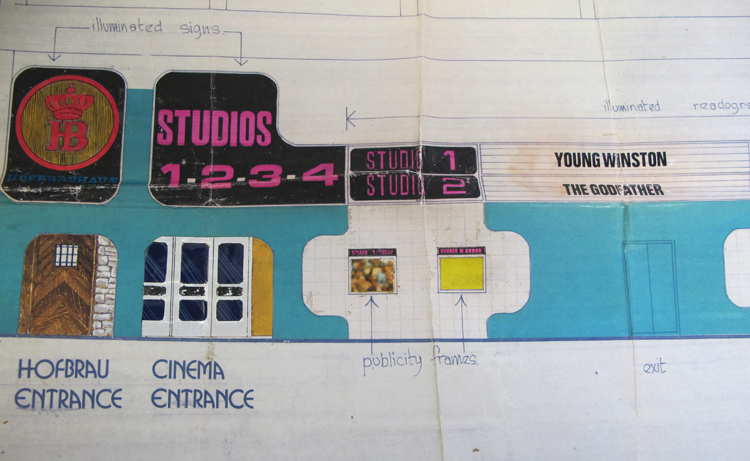 illuminated signs
HB
HOFBRAUHAUS
STUDIOS
1-2-3-4
illuminated readogr
STUDIO 1
STUDIO 2
YOUNG WINSTON
THE GODFATHER
HOFBRAU
ENTRANCE
CINEMA
ENTRANCE
publicity frames.
exit